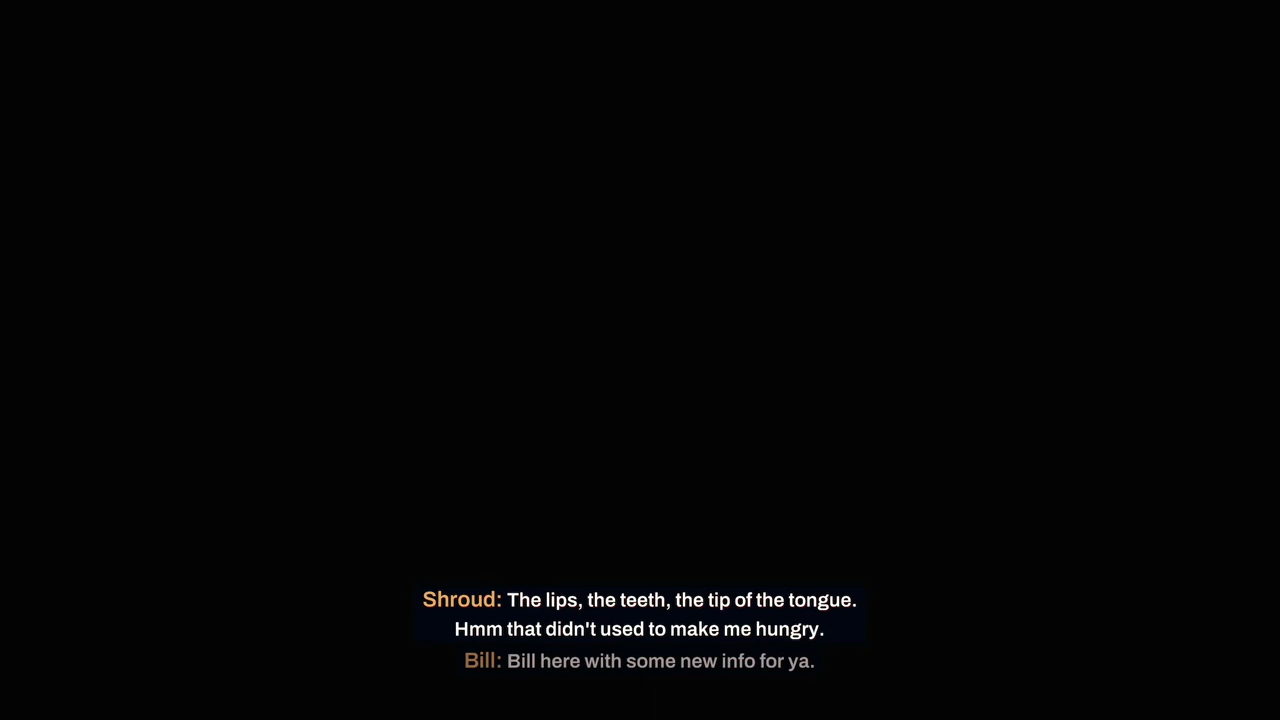 Shroud: The lips, the teeth, the tip of the tongue.
Hmm that didn't used to make me hungry.
Bill: Bill here with some new info for ya.